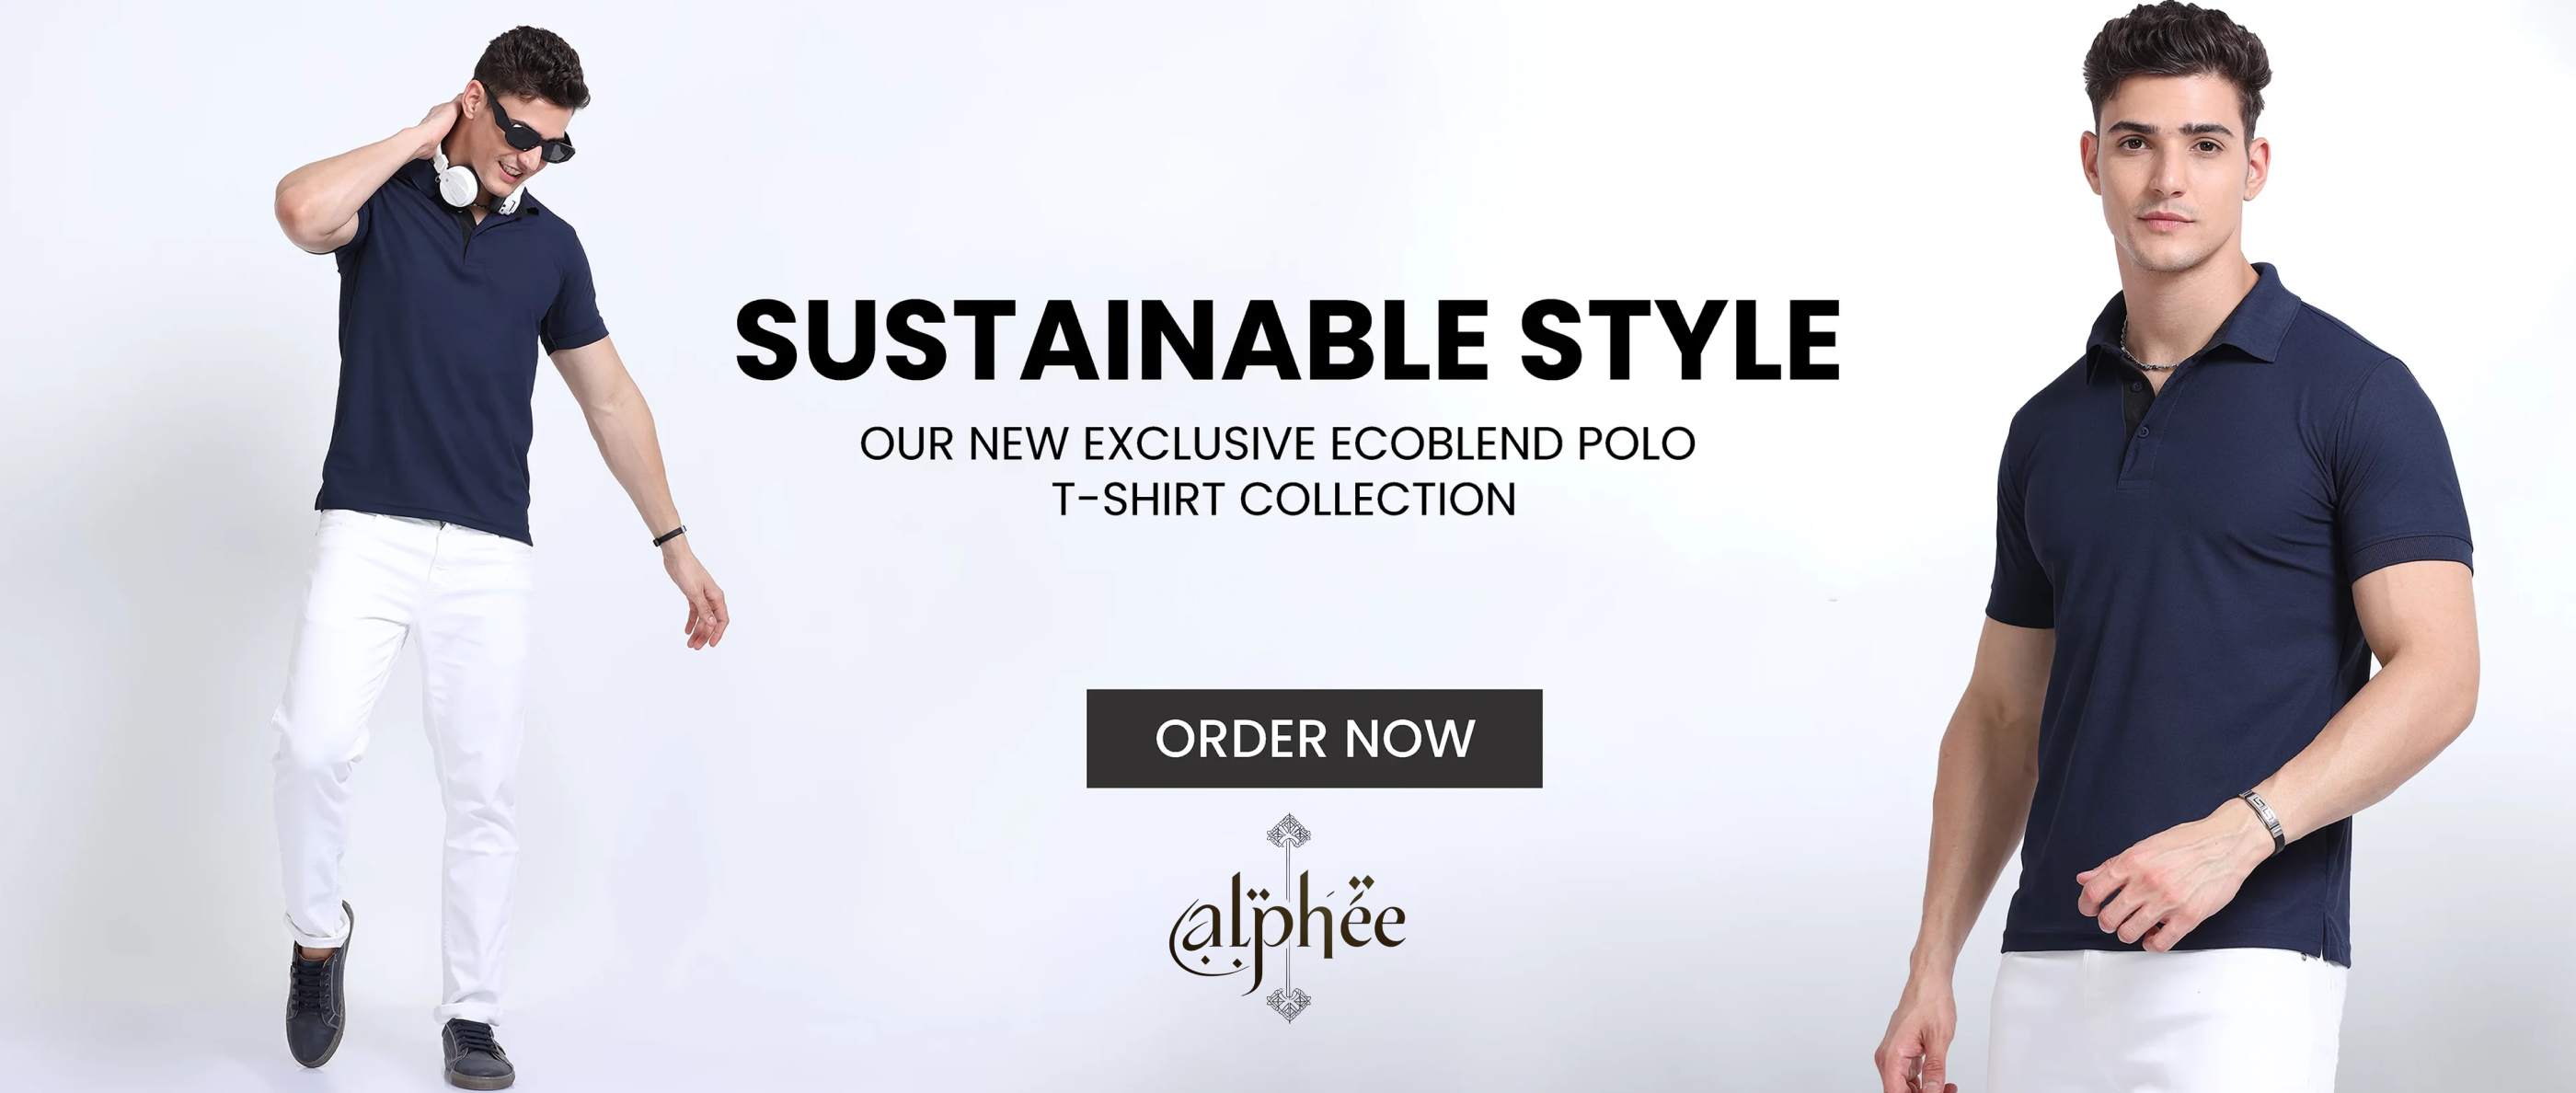 SUSTAINABLE STYLE
OUR NEW EXCLUSIVE ECOBLEND POLO
T-SHIRT COLLECTION
ORDER NOW
alphée